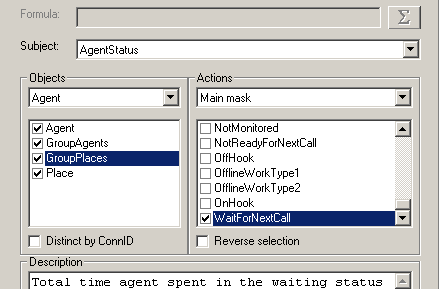 Formula:
Σ
Subject:
AgentStatus
Objects
Agent
Agent
GroupAgents
GroupPlaces
Place
Distinct by ConnID
Actions
Main mask
NotMonitored
NotReadyForNextCall
OffHook
OfflineWorkType1
OfflineWorkType2
OnHook
WaitForNextCall
Reverse selection
Description
Total time agent spent in the waiting status